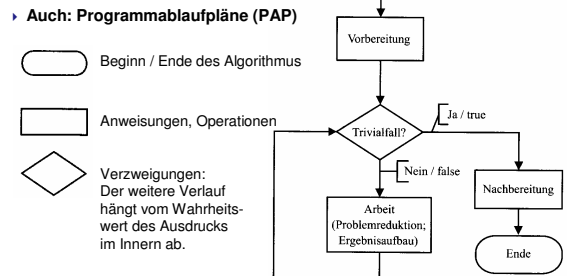 Auch: Programmablaufpläne (PAP)
Beginn / Ende des Algorithmus
Anweisungen, Operationen
Verzweigungen:
Der weitere Verlauf
hängt vom Wahrheits-
wert des Ausdrucks
im Innern ab.
Vorbereitung
Trivialfall?
Ja / true
Nein / false
Arbeit
(Problemreduktion;
Ergebnisaufbau)
Nachbereitung
Ende